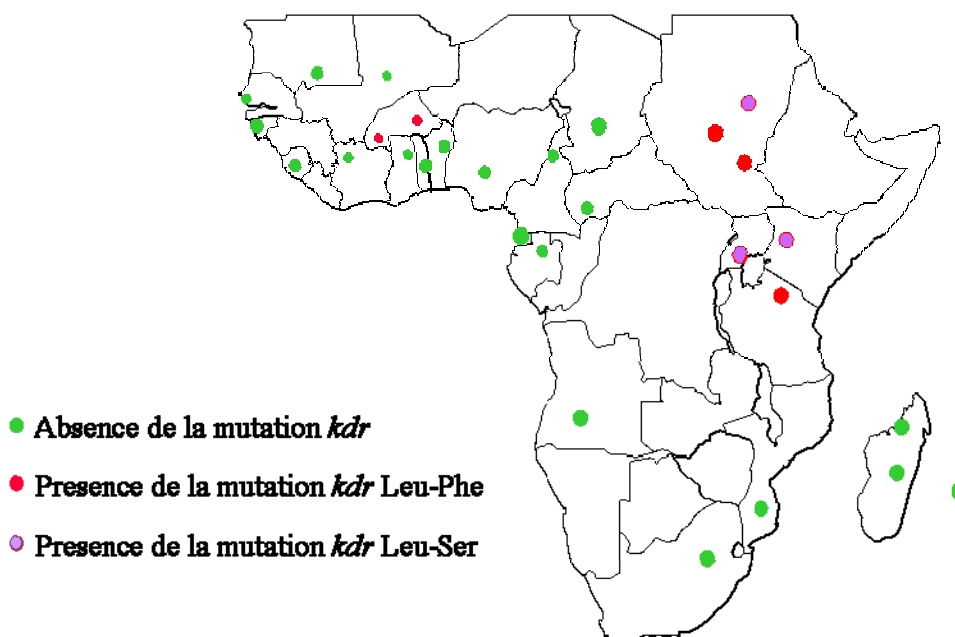 Absence de la mutation kdr
Presence de la mutation kdr Leu-Phe
Presence de la mutation kdr Leu-Ser